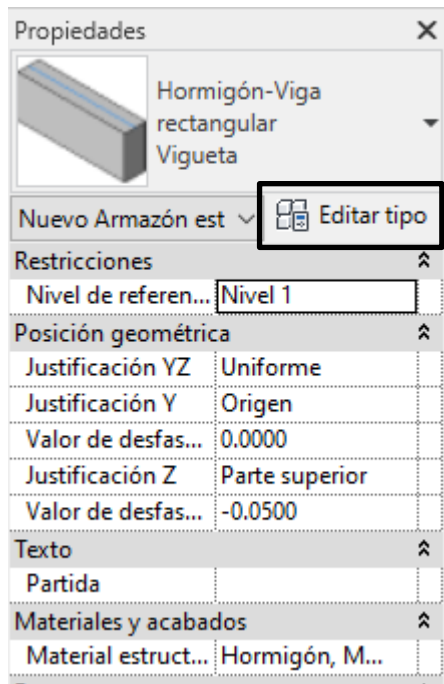 Propiedades
Hormigón-Viga
rectangular
Vigueta
Nuevo Armazón est Editar tipo
Restricciones
Nivel de referen... Nivel 1
Posición geométrica
Justificación YZ Uniforme
Justificación Y Origen
Valor de desfas... 0.0000
Justificación Z Parte superior
Valor de desfas... -0.0500
Texto
Partida
Materiales y acabados
Material estruct... Hormigón, M...